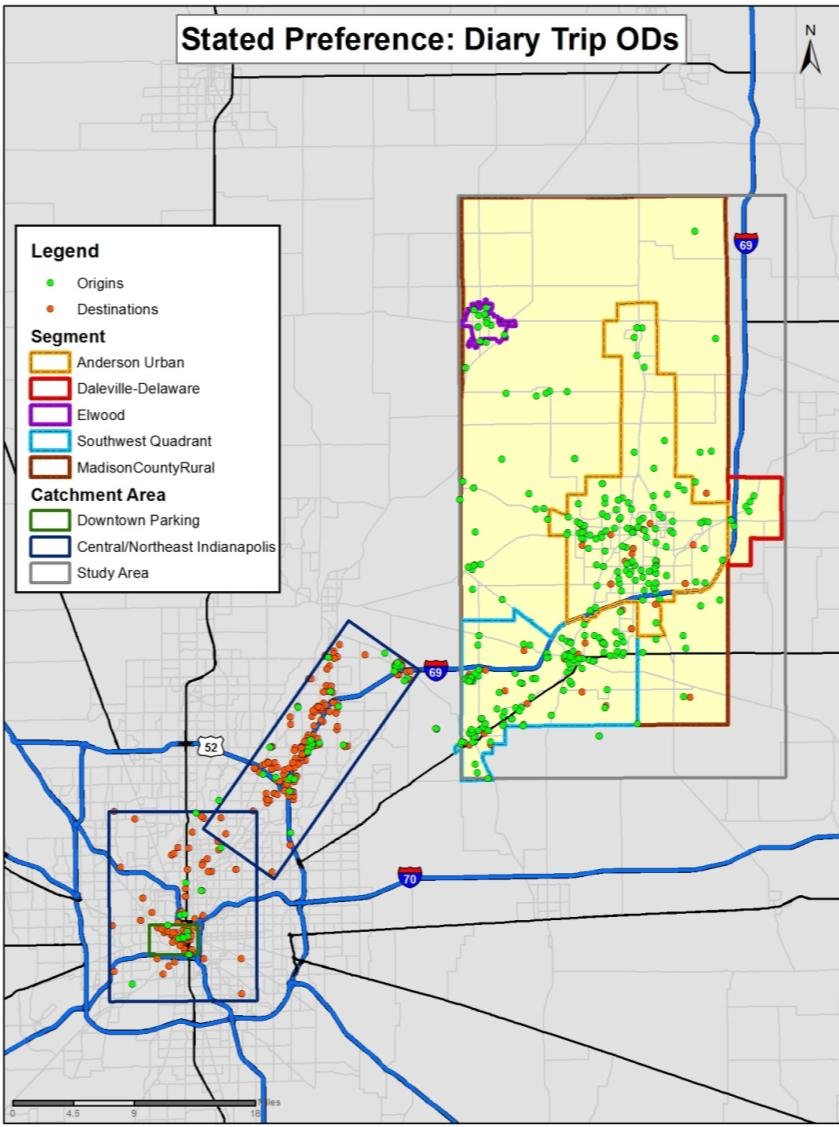 Stated Preference: Diary Trip ODs
N
69
Legend
Origins
Destinations
Segment
Anderson Urban
Daleville-Delaware
Elwood
Southwest Quadrant
MadisonCountyRural
Catchment Area
Downtown Parking
Central/Northeast Indianapolis
Study Area
69
52
70
Miles
0 4.5 9 18